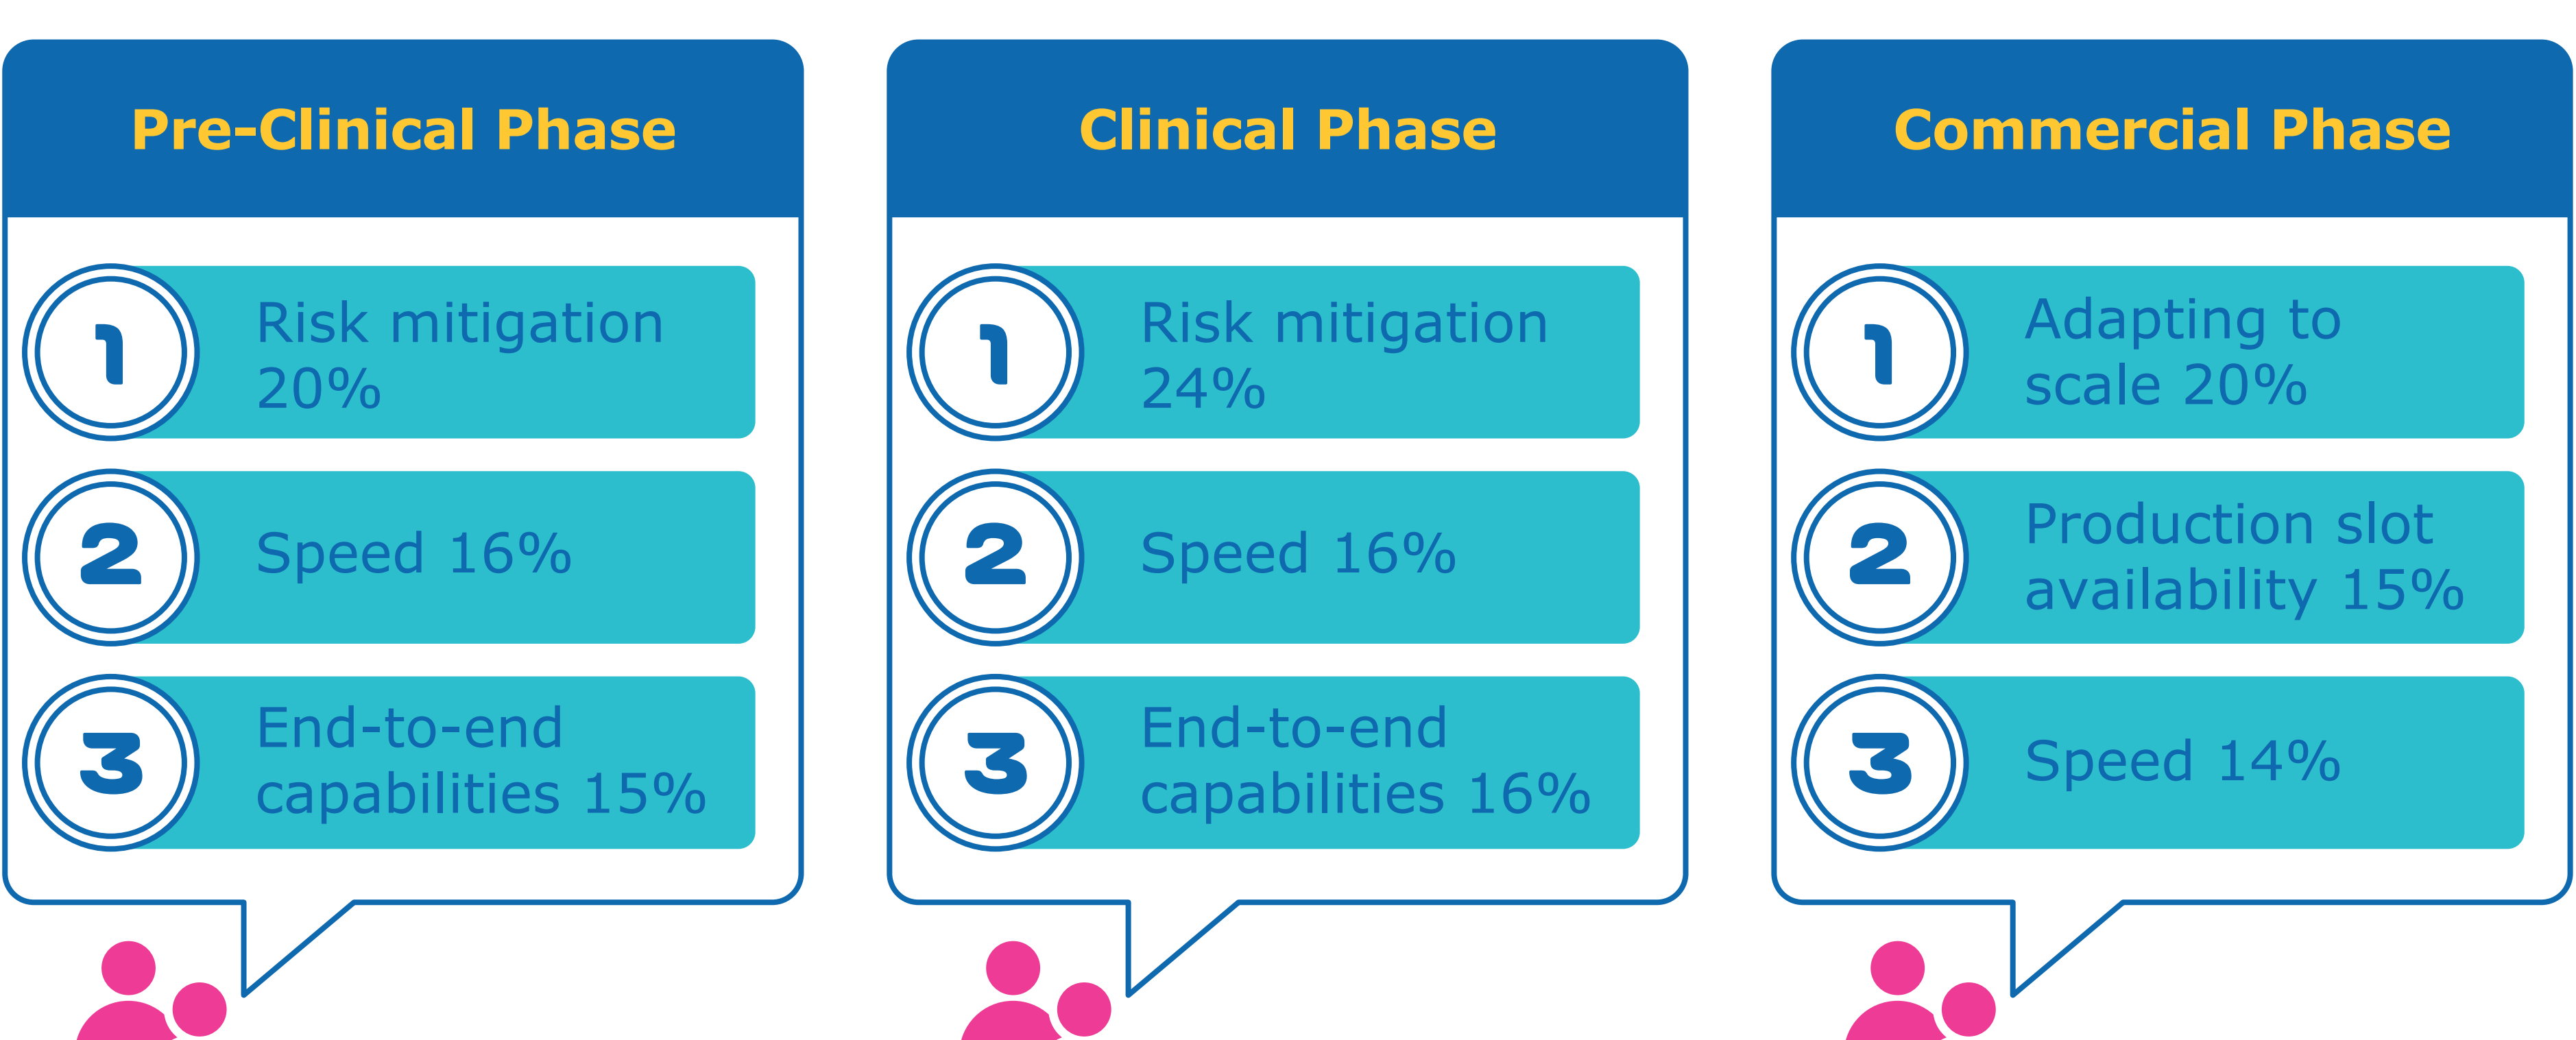 Pre-Clinical Phase
1
Risk mitigation
20%
2
Speed 16%
3
End-to-end
capabilities 15%
Clinical Phase
1
Risk mitigation
24%
2
Speed 16%
3
End-to-end
capabilities 16%
Commercial Phase
1
Adapting to
scale 20%
2
Production slot
availability 15%
3
Speed 14%